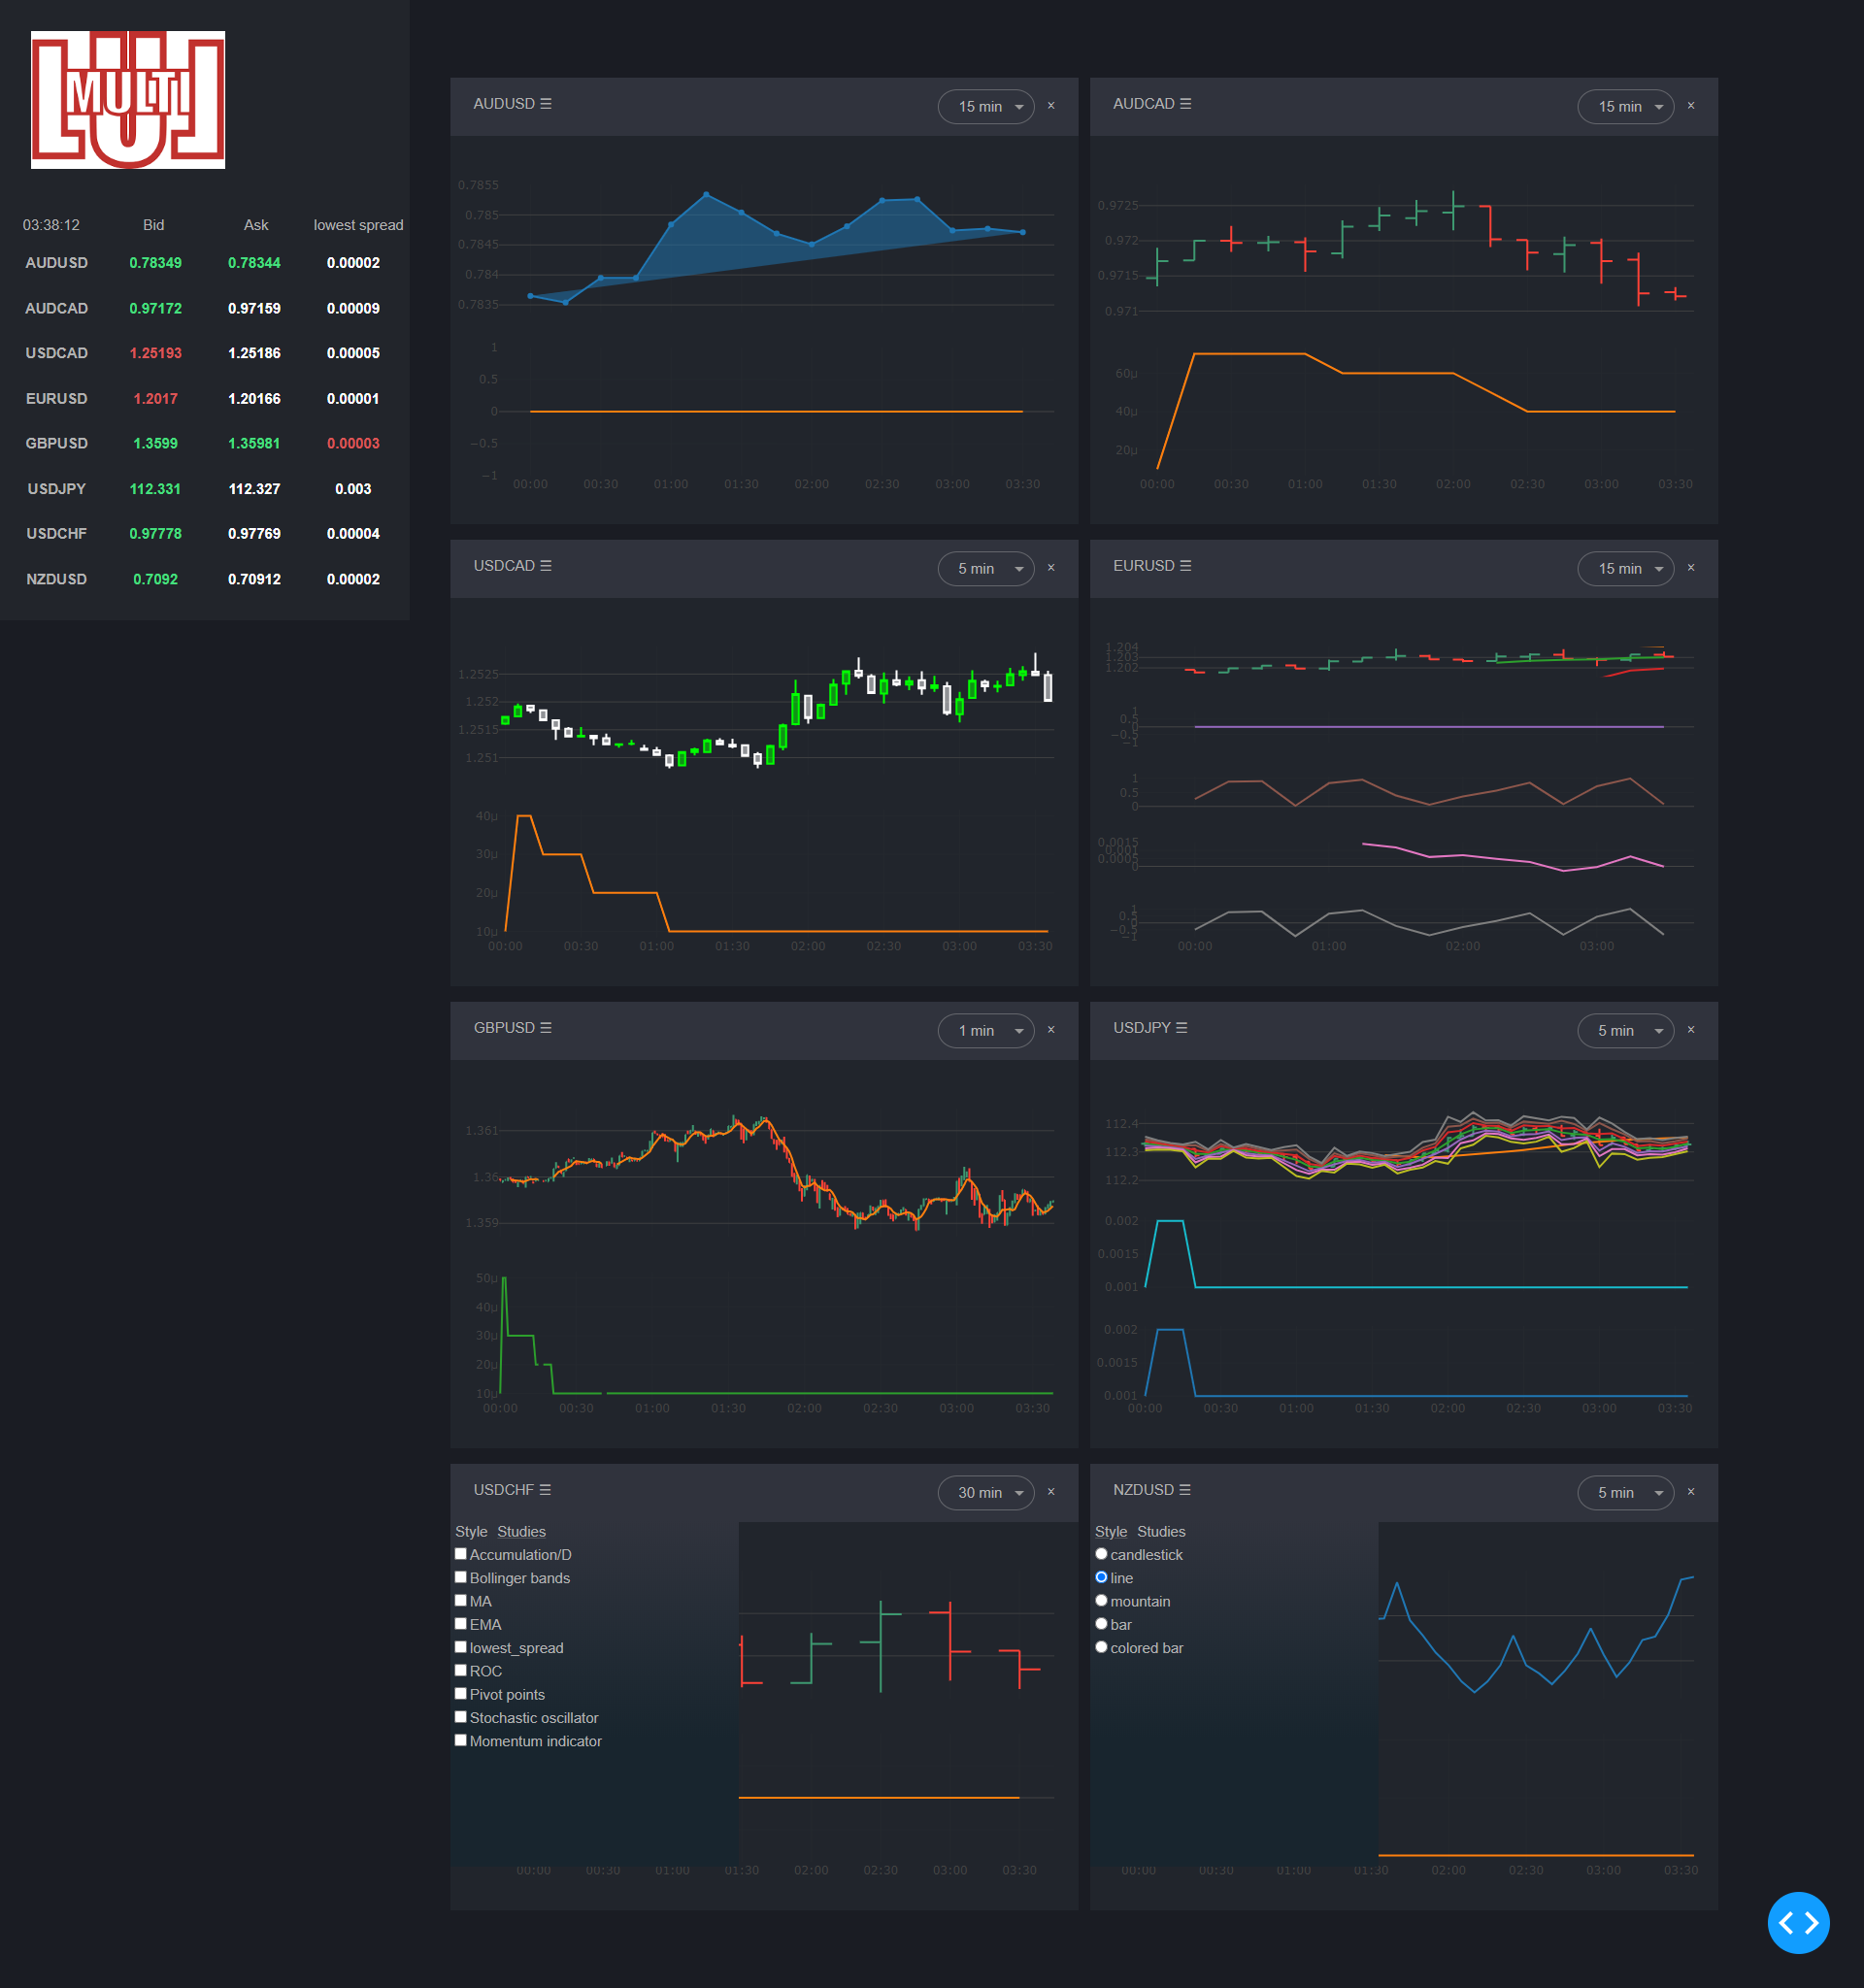 MULTI
03:38:12 Bid Ask lowest spread
AUDUSD 0.78349 0.78344 0.00002
AUDCAD 0.97172 0.97159 0.00009
USDCAD 1.25193 1.25186 0.00005
EURUSD 1.2017 1.20166 0.00001
GBPUSD 1.3599 1.35981 0.00003
USDJPY 112.331 112.327 0.003
USDCHF 0.97778 0.97769 0.00004
NZDUSD 0.7092 0.70912 0.00002
AUDUSD ☰ 15 min ×
0.7855
0.785
0.7845
0.784
0.7835
1
0.5
0
−0.5
−1
00:00 00:30 01:00 01:30 02:00 02:30 03:00 03:30
AUDCAD ☰ 15 min ×
0.9725
0.972
0.9715
0.971
60μ
40μ
20μ
00:00 00:30 01:00 01:30 02:00 02:30 03:00 03:30
USDCAD ☰ 5 min ×
1.2525
1.252
1.2515
1.251
40μ
30μ
20μ
10μ
00:00 00:30 01:00 01:30 02:00 02:30 03:00 03:30
EURUSD ☰ 15 min ×
1.204
1.203
1.202
1
0.5
0
−0.5
−1
1
0.5
0
0.0015
0.001
0.0005
0
1
0.5
0
−0.5
−1
00:00 01:00 02:00 03:00
GBPUSD ☰ 1 min ×
1.361
1.36
1.359
50μ
40μ
30μ
20μ
10μ
00:00 00:30 01:00 01:30 02:00 02:30 03:00 03:30
USDJPY ☰ 5 min ×
112.4
112.3
112.2
0.002
0.0015
0.001
0.002
0.0015
0.001
00:00 00:30 01:00 01:30 02:00 02:30 03:00 03:30
USDCHF ☰ 30 min ×
Style Studies
Accumulation/D
Bollinger bands
MA
EMA
lowest_spread
ROC
Pivot points
Stochastic oscillator
Momentum indicator
00:00 00:30 01:00 01:30 02:00 02:30 03:00 03:30
NZDUSD ☰ 5 min ×
Style Studies
candlestick
line
mountain
bar
colored bar
00:00 00:30 01:00 01:30 02:00 02:30 03:00 03:30